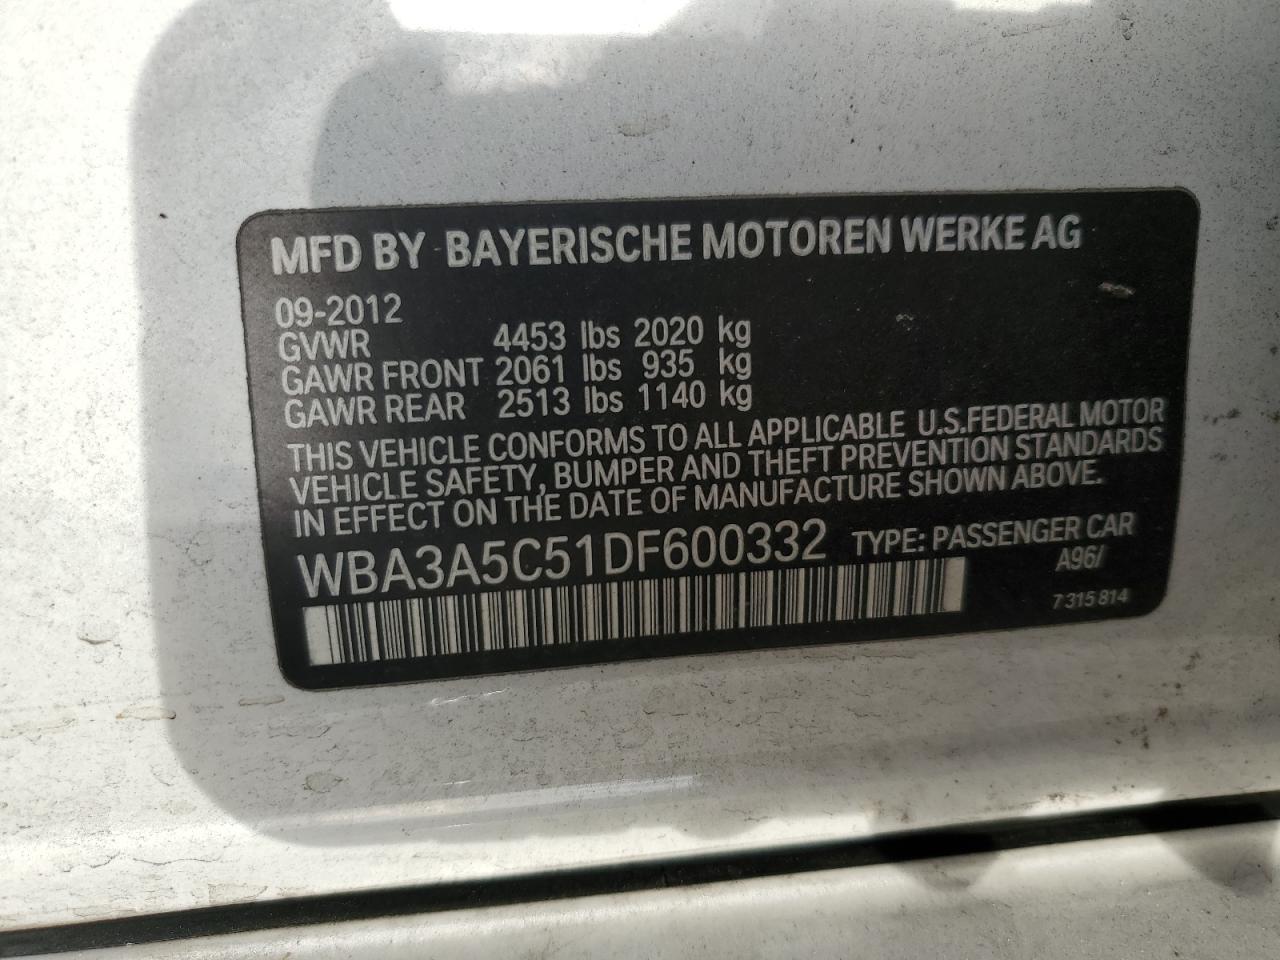 MFD BY BAYERISCHE MOTOREN WERKE AG
09-2012
GVWR 4453 lbs 2020 kg
GAWR FRONT 2061 lbs 935 kg
GAWR REAR 2513 lbs 1140 kg
THIS VEHICLE CONFORMS TO ALL APPLICABLE U.S.FEDERAL MOTOR
VEHICLE SAFETY, BUMPER AND THEFT PREVENTION STANDARDS
IN EFFECT ON THE DATE OF MANUFACTURE SHOWN ABOVE.
WBA3A5C51DF600332 TYPE: PASSENGER CAR
A96/
7 315 814